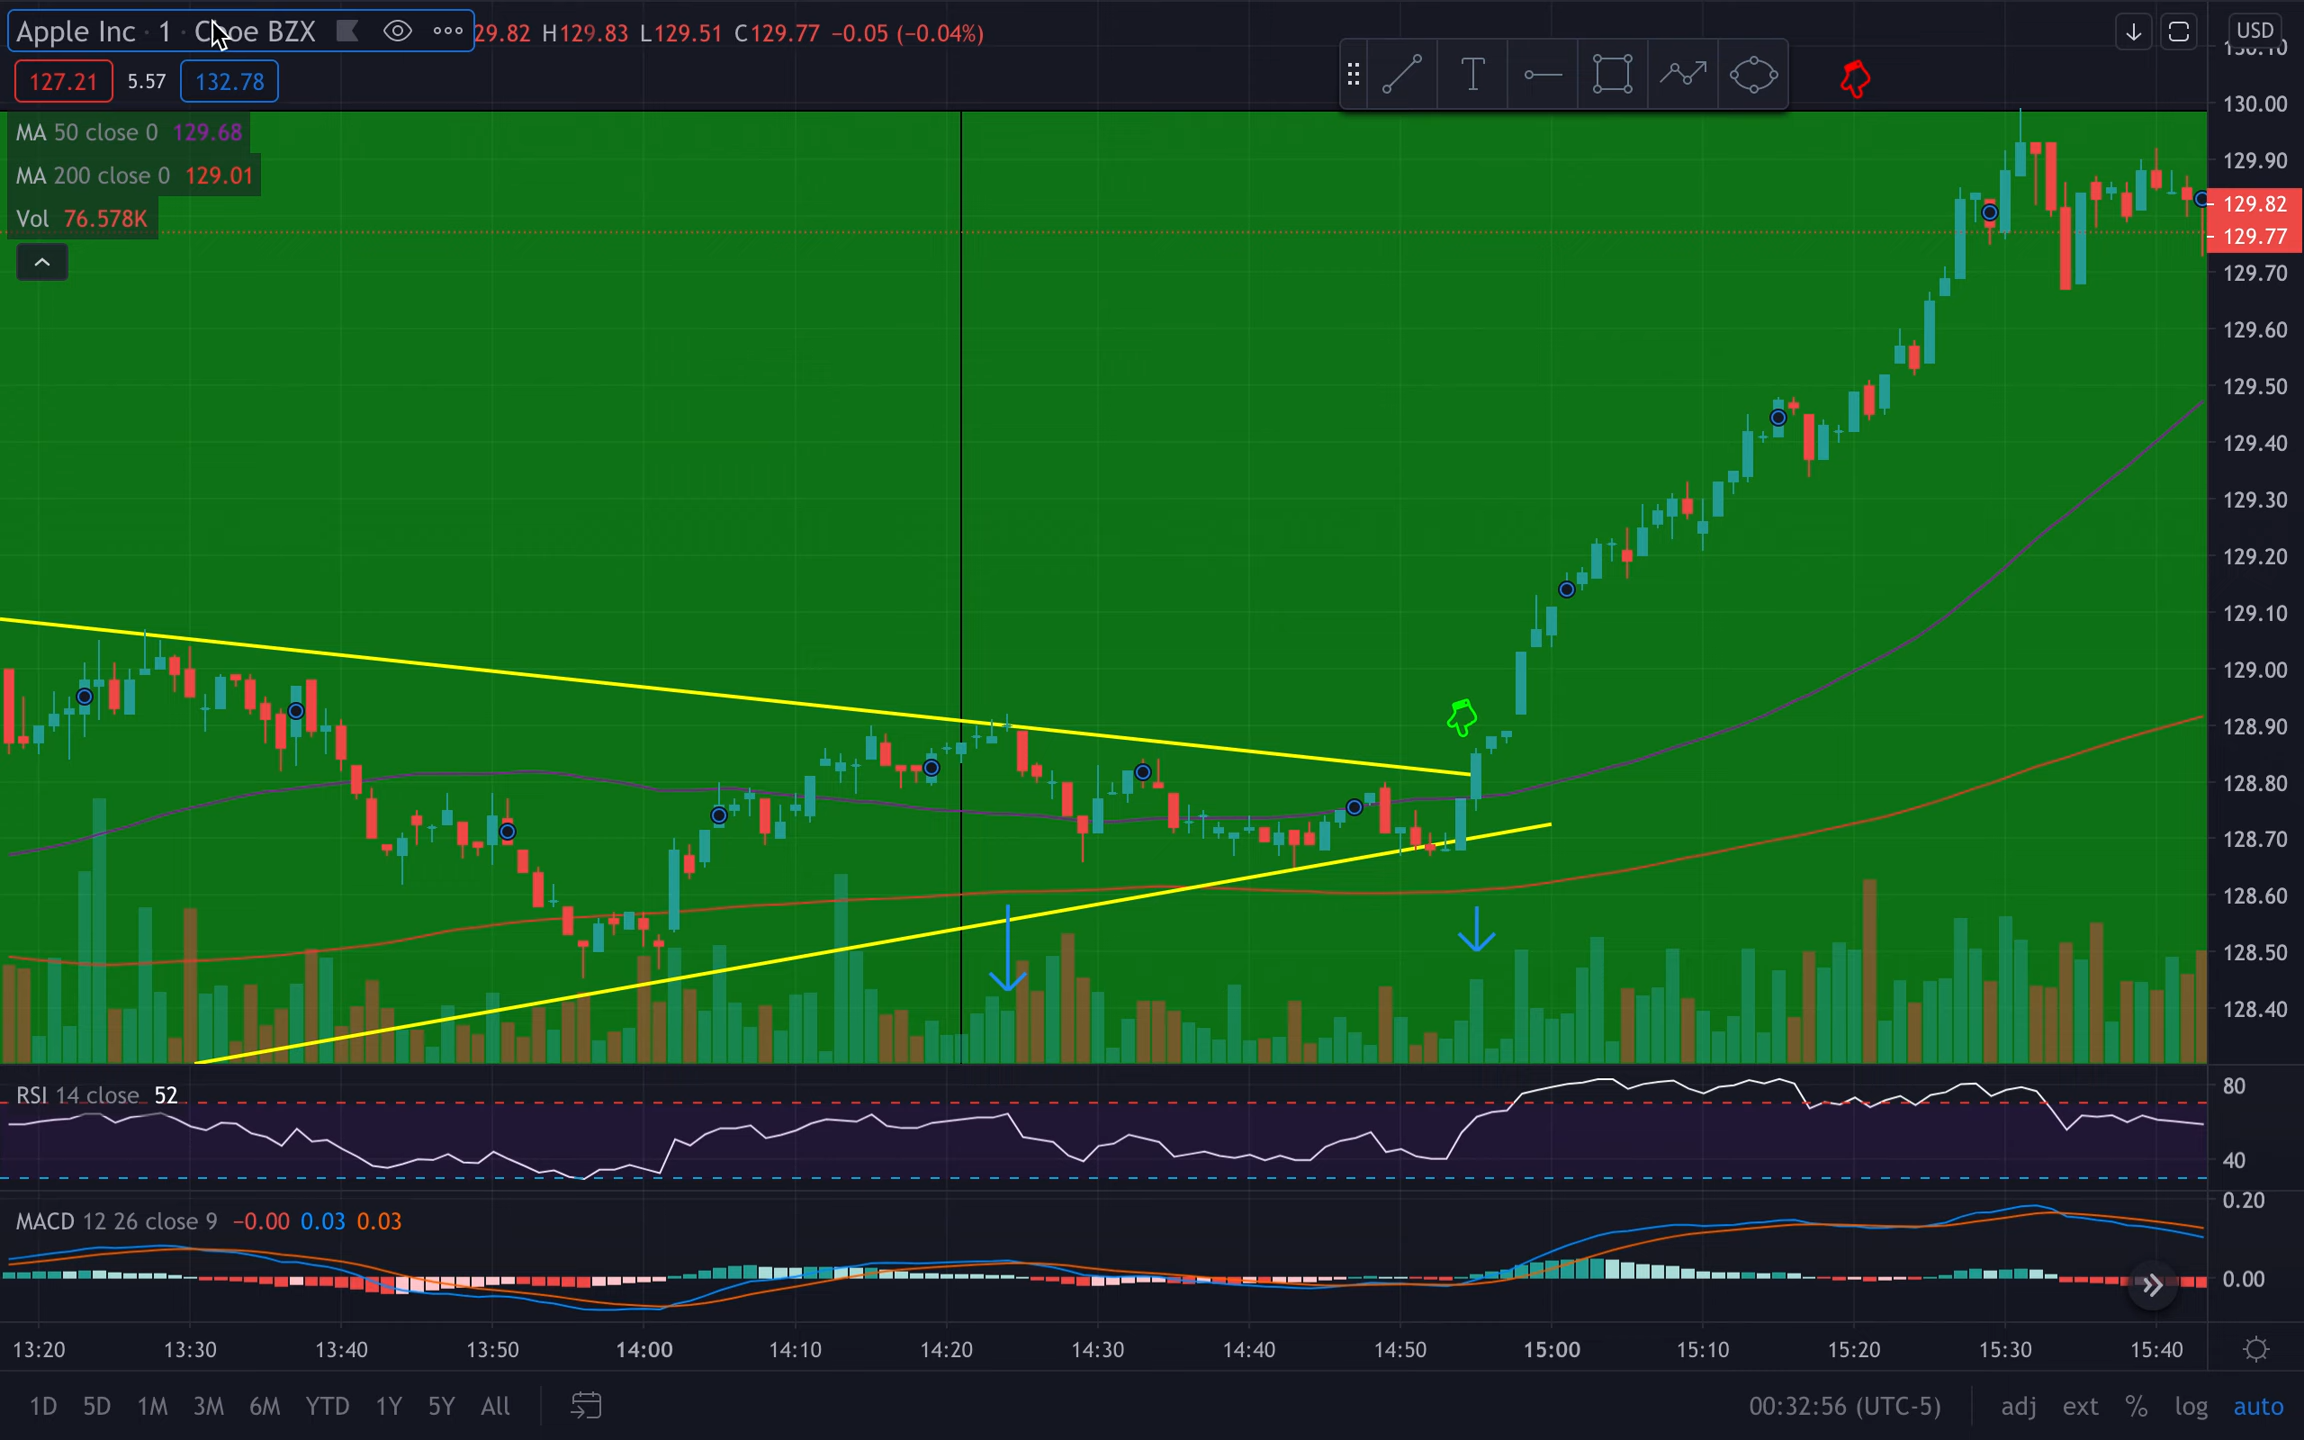 Apple Inc · 1 · Cboe BZX 29.82 H129.83 L129.51 C129.77 −0.05 (−0.04%)
USD
127.21 5.57 132.78
130.10
130.00
MA 50 close 0 129.68
129.90
MA 200 close 0 129.01
129.82
Vol 76.578K
129.77
129.70
129.60
129.50
129.40
129.30
129.20
129.10
129.00
128.90
128.80
128.70
128.60
128.50
128.40
RSI 14 close 52
80
40
MACD 12 26 close 9 −0.00 0.03 0.03
0.20
0.00
13:20 13:30 13:40 13:50 14:00 14:10 14:20 14:30 14:40 14:50 15:00 15:10 15:20 15:30 15:40
1D 5D 1M 3M 6M YTD 1Y 5Y All 00:32:56 (UTC-5) adj ext % log auto